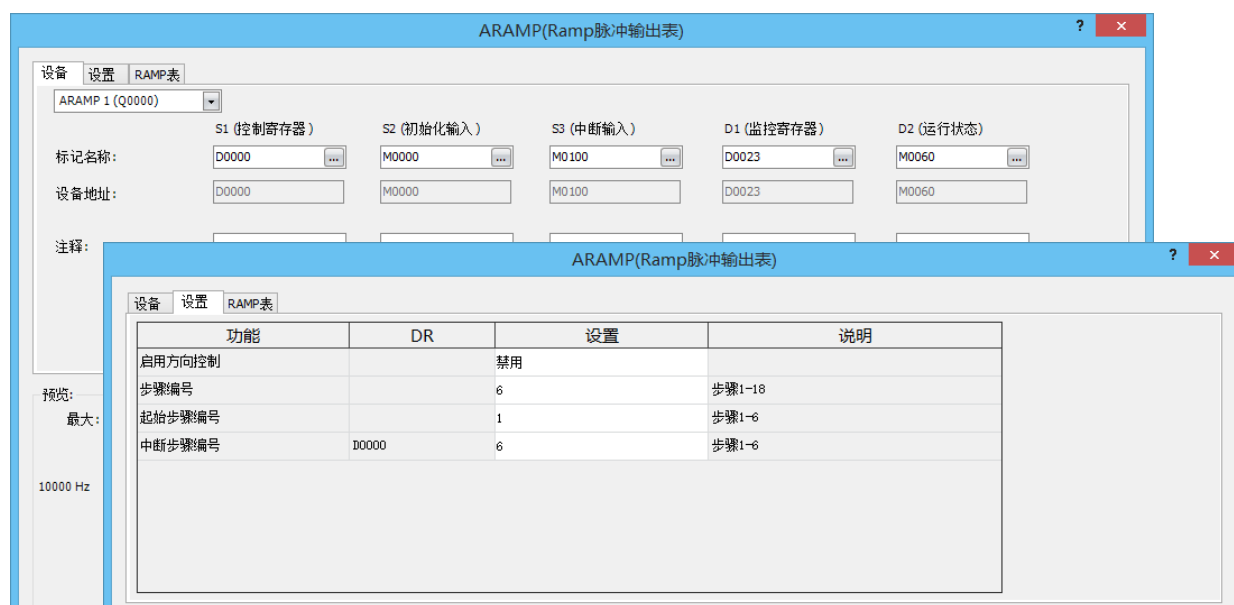 ARAMP(Ramp脉冲输出表)
? ×
设备 设置 RAMP表
ARAMP 1 (Q0000)
S1 (控制寄存器) S2 (初始化输入) S3 (中断输入) D1 (监控寄存器) D2 (运行状态)
标记名称: D0000 ... M0000 ... M0100 ... D0023 ... M0060 ...
设备地址: D0000 M0000 M0100 D0023 M0060
注释:
ARAMP(Ramp脉冲输出表)
? ×
设备 设置 RAMP表
功能 DR 设置 说明
启用方向控制 禁用
步骤编号 6 步骤1-18
起始步骤编号 1 步骤1-6
中断步骤编号 D0000 6 步骤1-6
预览:
最大:
10000 Hz